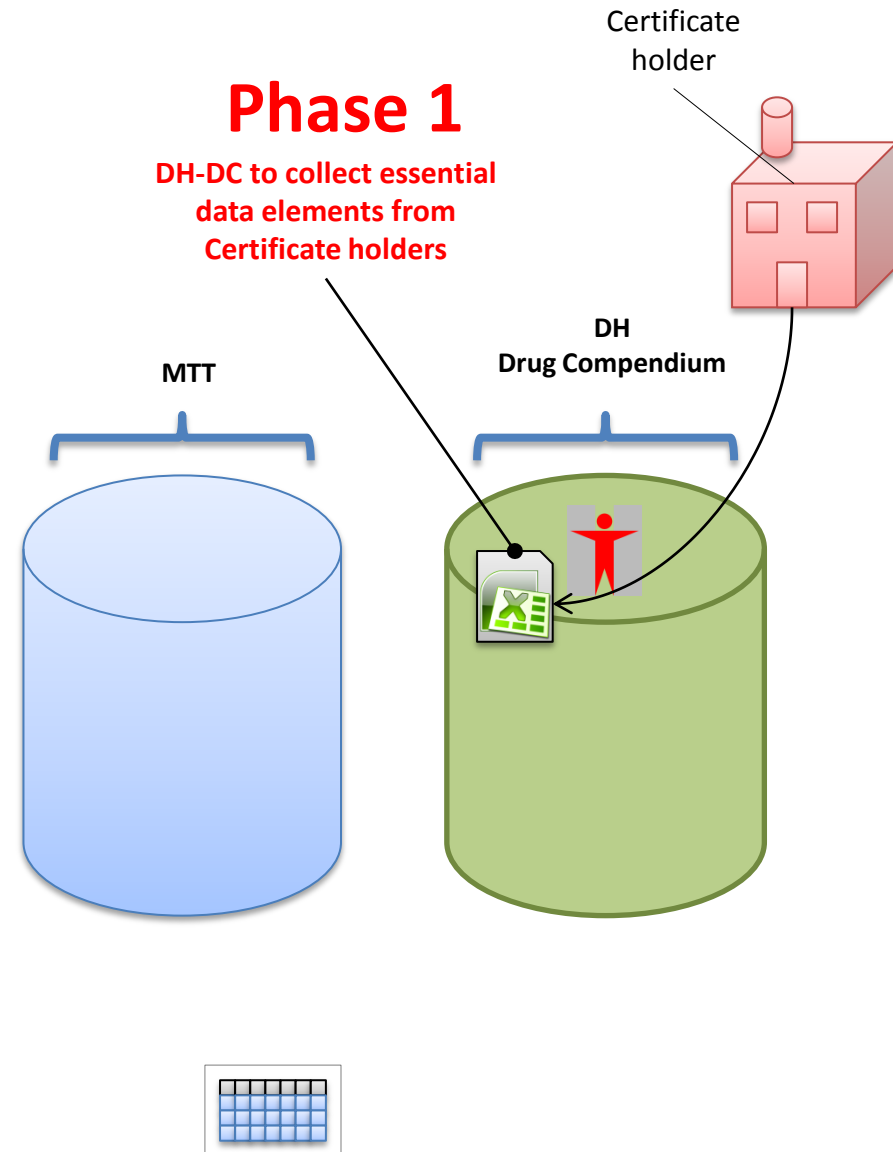 Certificate
holder
Phase 1
DH-DC to collect essential
data elements from
Certificate holders
DH
Drug Compendium
MTT